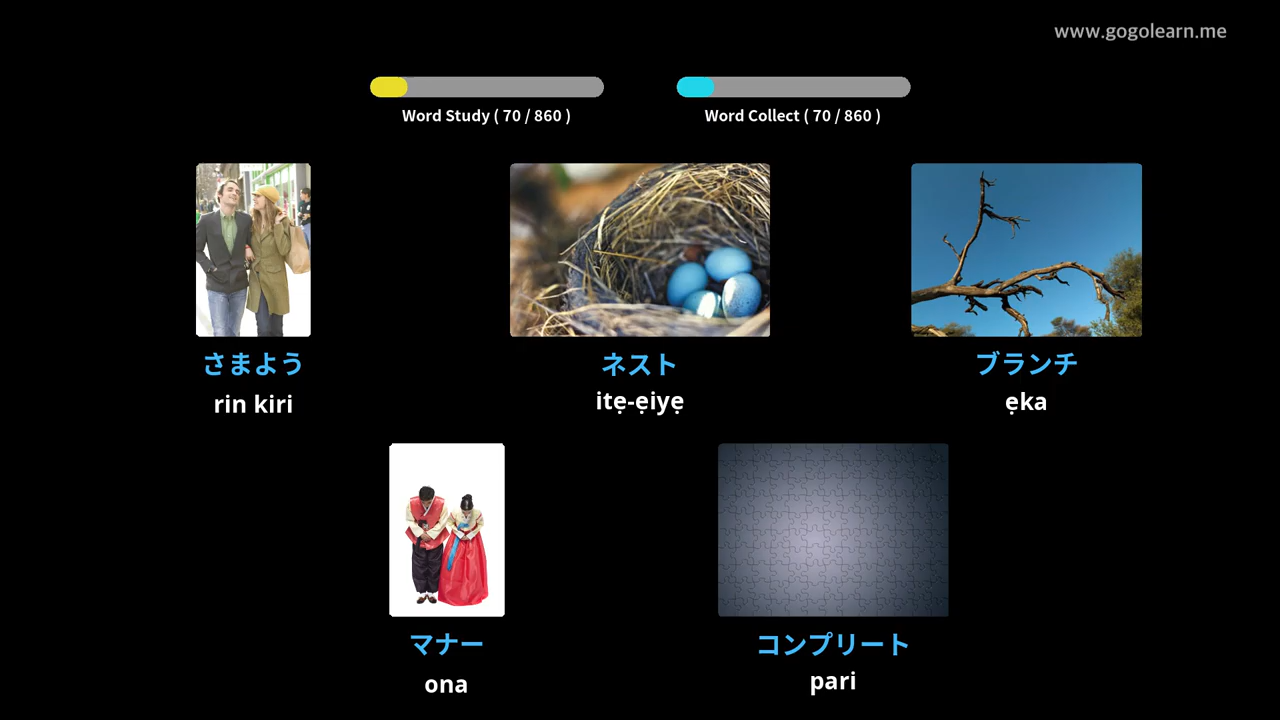 www.gogolearn.me
Word Study ( 70 / 860 )
Word Collect ( 70 / 860 )
さまよう
rin kiri
ネスト
itẹ-ẹiyẹ
ブランチ
ẹka
マナー
ona
コンプリート
pari